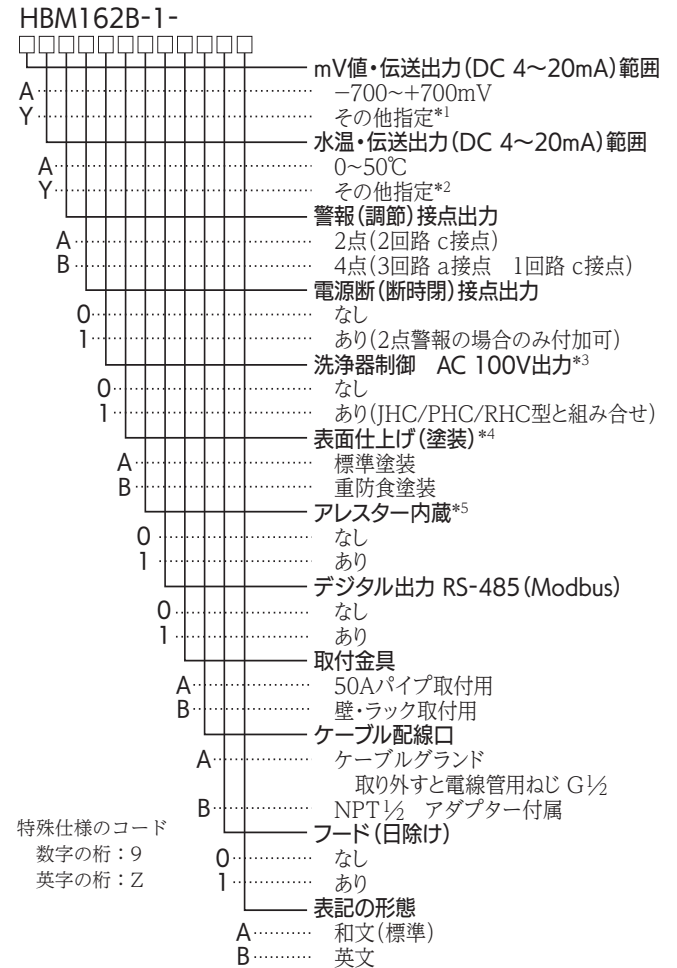 HBM162B-1-
□□□□□□□□□□□□
mV値・伝送出力(DC 4～20mA)範囲
A −700~+700mV
Y その他指定*1
水温・伝送出力(DC 4～20mA)範囲
A 0~50℃
Y その他指定*2
警報(調節)接点出力
A 2点(2回路 c接点)
B 4点(3回路 a接点 1回路 c接点)
電源断(断時閉)接点出力
0 なし
1 あり(2点警報の場合のみ付加可)
洗浄器制御 AC 100V出力*3
0 なし
1 あり(JHC/PHC/RHC型と組み合せ)
表面仕上げ(塗装)*4
A 標準塗装
B 重防食塗装
アレスター内蔵*5
0 なし
1 あり
デジタル出力 RS-485(Modbus)
0 なし
1 あり
取付金具
A 50Aパイプ取付用
B 壁・ラック取付用
ケーブル配線口
A ケーブルグランド
取り外すと電線管用ねじ G1/2
B NPT1/2 アダプター付属
フード(日除け)
0 なし
1 あり
表記の形態
A 和文(標準)
B 英文
特殊仕様のコード
数字の桁：9
英字の桁：Z